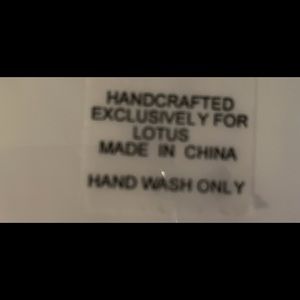 HANDCRAFTED
EXCLUSIVELY FOR
LOTUS
MADE IN CHINA
HAND WASH ONLY